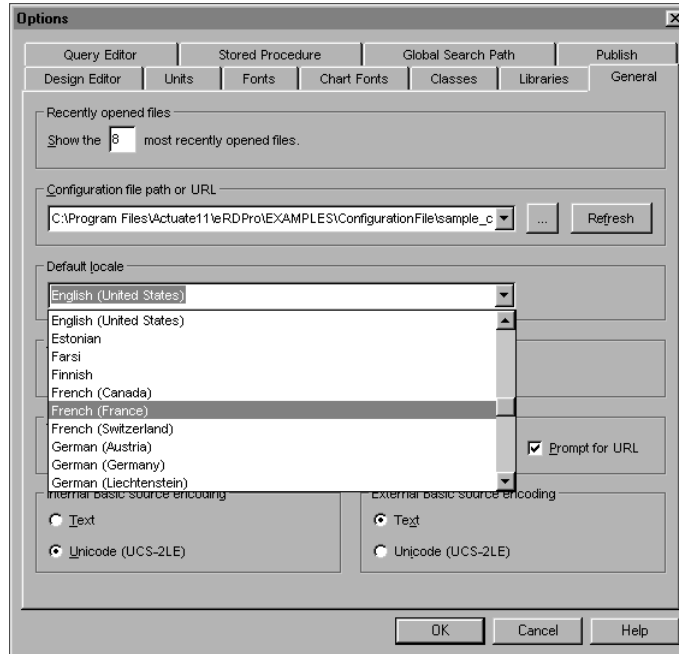 Options
Query Editor Stored Procedure Global Search Path Publish
Design Editor Units Fonts Chart Fonts Classes Libraries General
Recently opened files
Show the 8 most recently opened files.
Configuration file path or URL
C:\Program Files\Actuate11\eRDPro\EXAMPLES\ConfigurationFile\sample_c ... Refresh
Default locale
English (United States)
English (United States)
Estonian
Farsi
Finnish
French (Canada)
French (France)
French (Switzerland)
German (Austria)
German (Germany) Prompt for URL
German (Liechtenstein)
Internal Basic source encoding External Basic source encoding
Text Text
Unicode (UCS-2LE) Unicode (UCS-2LE)
OK Cancel Help